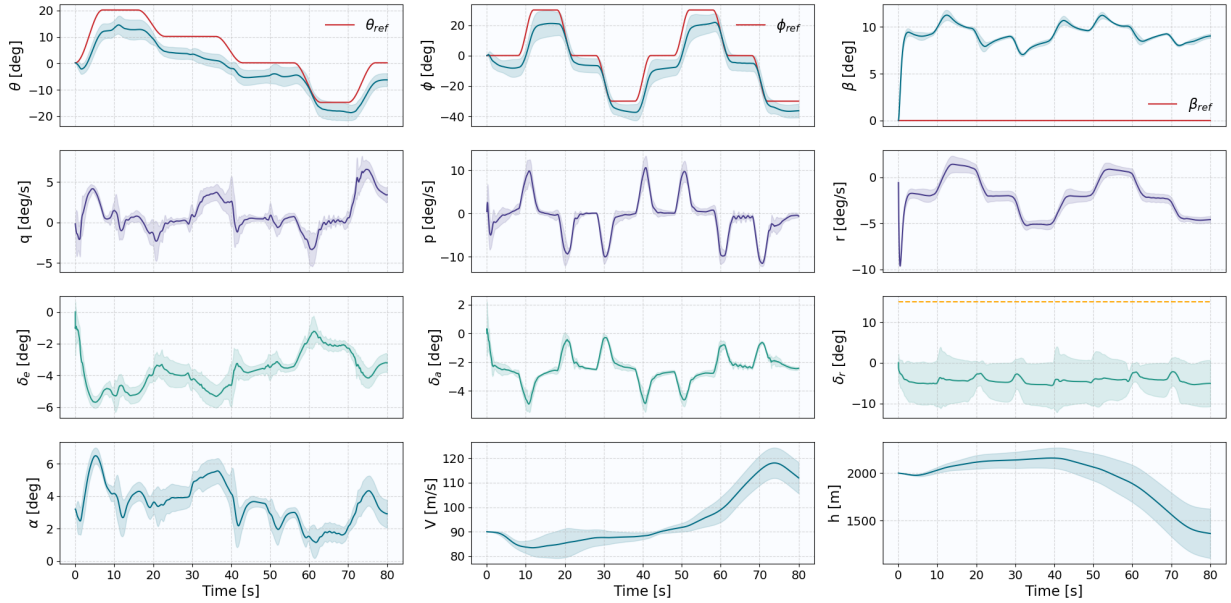 20
10
0
−10
−20
θ [deg]
θref
20
0
−20
−40
ϕ [deg]
ϕref
10
5
0
β [deg]
βref
5
0
−5
q [deg/s]
10
0
−10
p [deg/s]
0
−5
−10
r [deg/s]
0
−2
−4
−6
δe [deg]
2
0
−2
−4
δa [deg]
10
0
−10
δr [deg]
6
4
2
0
α [deg]
0 10 20 30 40 50 60 70 80
Time [s]
120
110
100
90
80
V [m/s]
0 10 20 30 40 50 60 70 80
Time [s]
2000
1500
h [m]
0 10 20 30 40 50 60 70 80
Time [s]